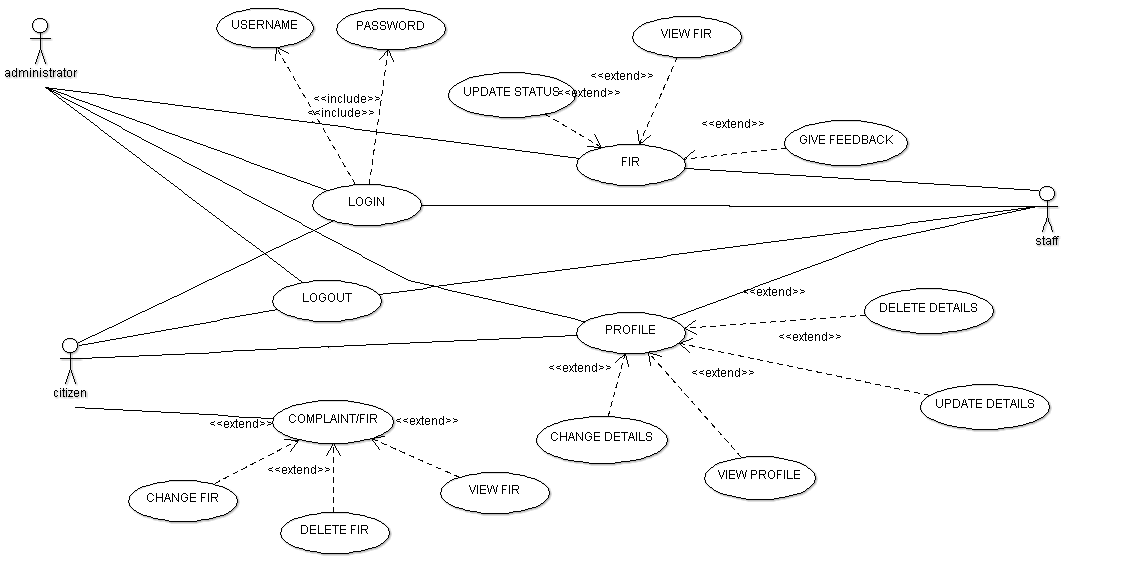 USERNAME
PASSWORD
VIEW FIR
administrator
<<extend>>
UPDATE STATUS
<<extend>>
<<include>>
<<include>>
<<extend>>
GIVE FEEDBACK
FIR
LOGIN
staff
<<extend>>
LOGOUT
DELETE DETAILS
PROFILE
<<extend>>
<<extend>>
<<extend>>
citizen
UPDATE DETAILS
COMPLAINT/FIR
<<extend>>
<<extend>>
CHANGE DETAILS
<<extend>>
VIEW PROFILE
CHANGE FIR
VIEW FIR
DELETE FIR